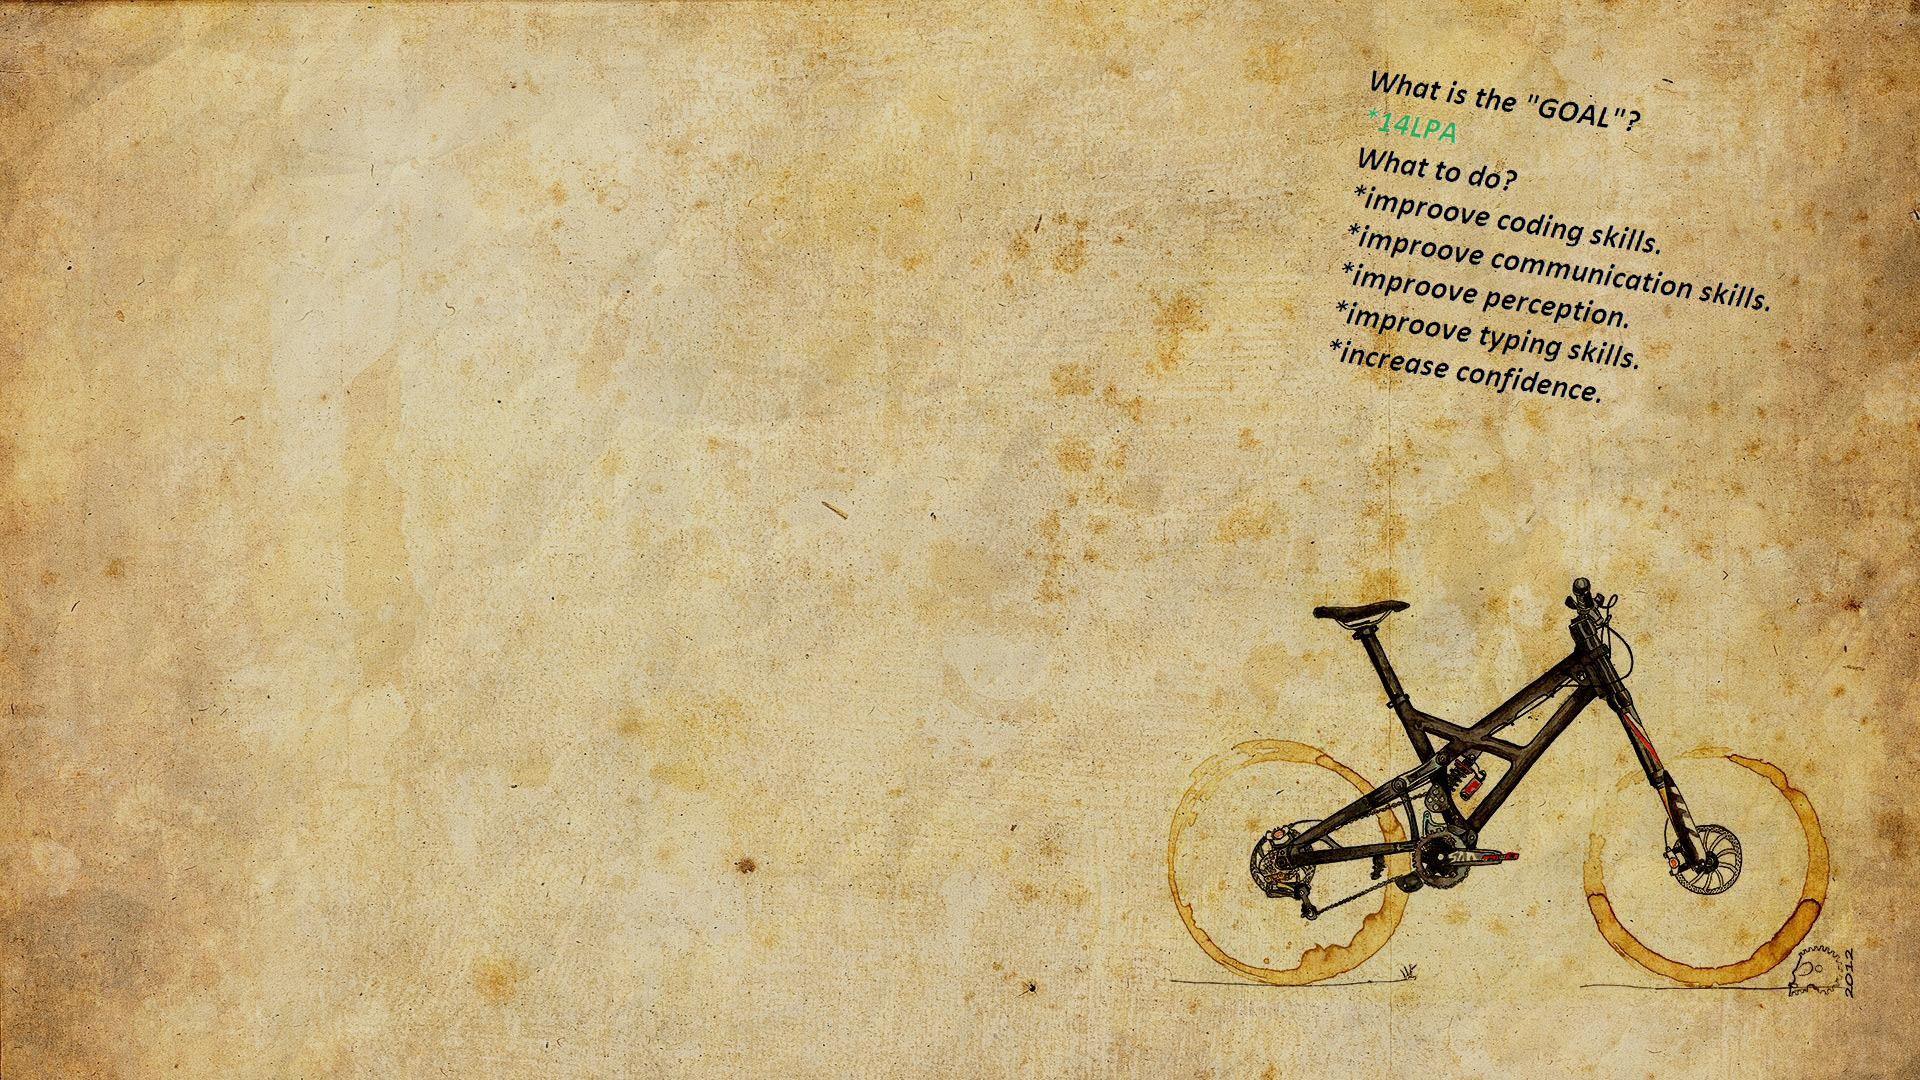 What is the "GOAL"?
*14LPA
What to do?
*improove coding skills.
*improove communication skills.
*improove perception.
*improove typing skills.
*increase confidence.
2012